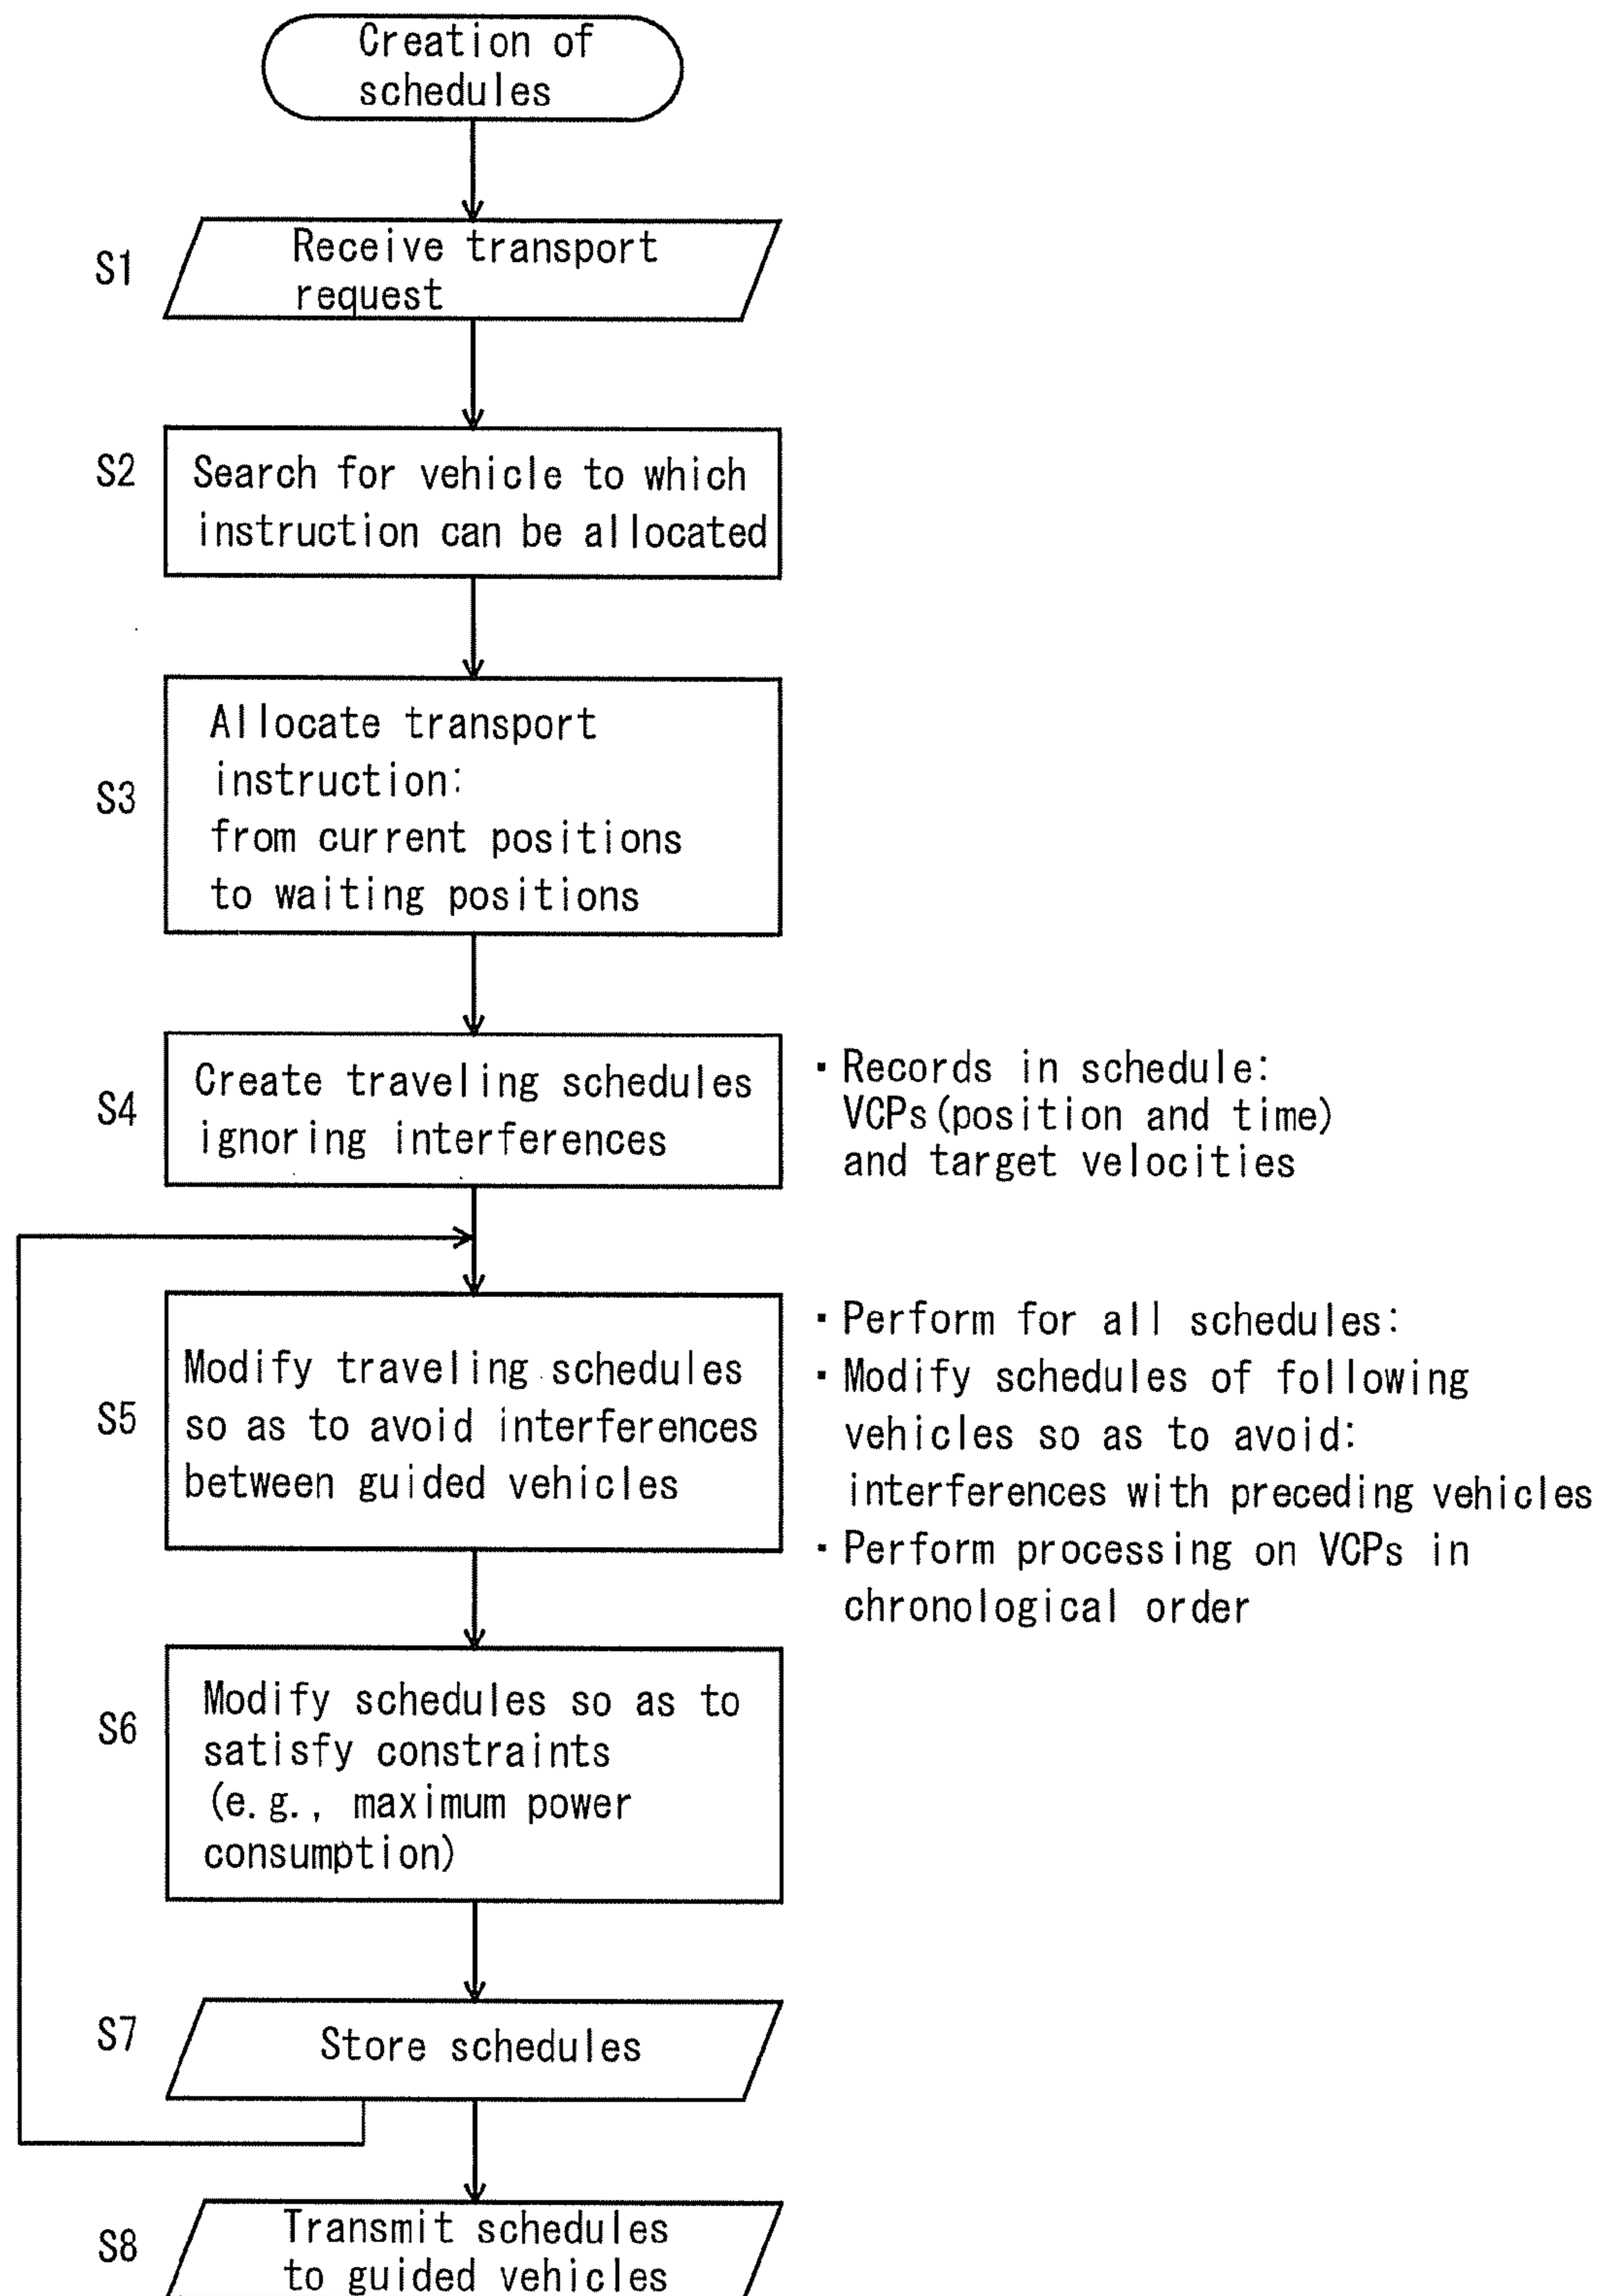 Creation of
schedules
S1
Receive transport
request
S2
Search for vehicle to which
instruction can be allocated
S3
Allocate transport
instruction:
from current positions
to waiting positions
S4
Create traveling schedules
ignoring interferences
・Records in schedule:
VCPs(position and time)
and target velocities
S5
Modify traveling schedules
so as to avoid interferences
between guided vehicles
・Perform for all schedules:
・Modify schedules of following
vehicles so as to avoid:
interferences with preceding vehicles
・Perform processing on VCPs in
chronological order
S6
Modify schedules so as to
satisfy constraints
(e.g., maximum power
consumption)
S7
Store schedules
S8
Transmit schedules
to guided vehicles